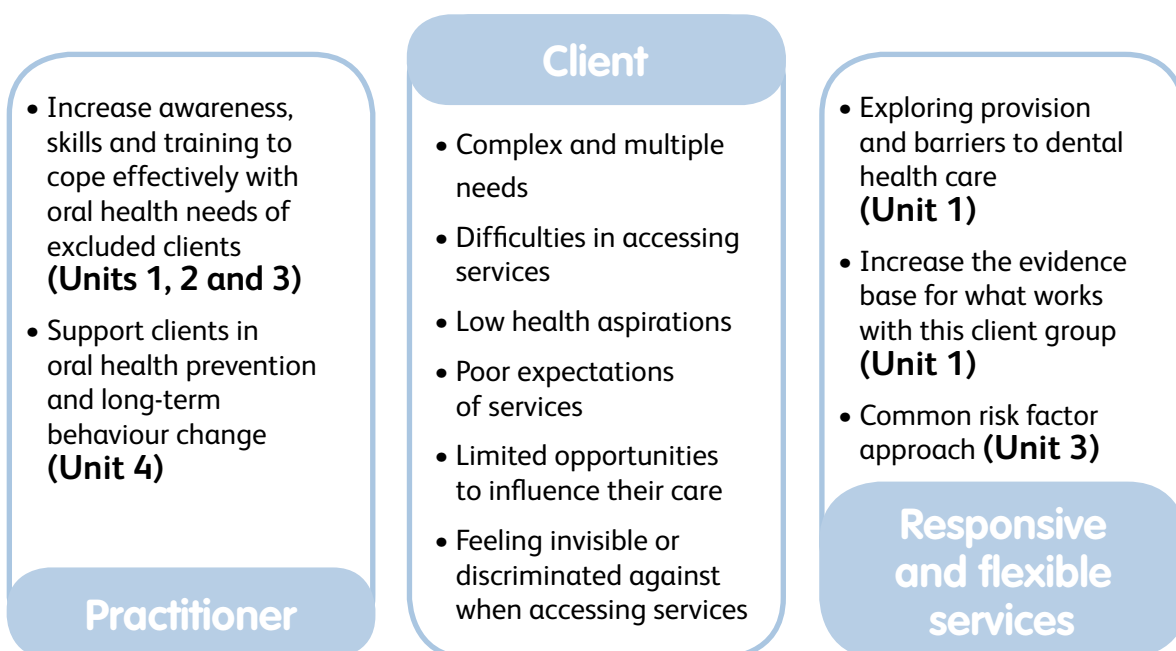 • Increase awareness,
skills and training to
cope effectively with
oral health needs of
excluded clients
(Units 1, 2 and 3)
• Support clients in
oral health prevention
and long-term
behaviour change
(Unit 4)
Practitioner
Client
• Complex and multiple
needs
• Difficulties in accessing
services
• Low health aspirations
• Poor expectations
of services
• Limited opportunities
to influence their care
• Feeling invisible or
discriminated against
when accessing services
• Exploring provision
and barriers to dental
health care
(Unit 1)
• Increase the evidence
base for what works
with this client group
(Unit 1)
• Common risk factor
approach (Unit 3)
Responsive
and flexible
services